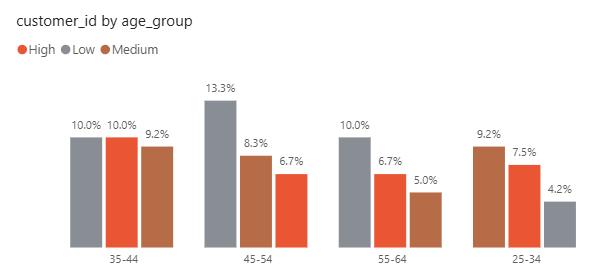 customer_id by age_group
High Low Medium
13.3%
10.0% 10.0% 9.2% 8.3% 6.7% 10.0% 6.7% 5.0% 9.2% 7.5% 4.2%
35-44 45-54 55-64 25-34